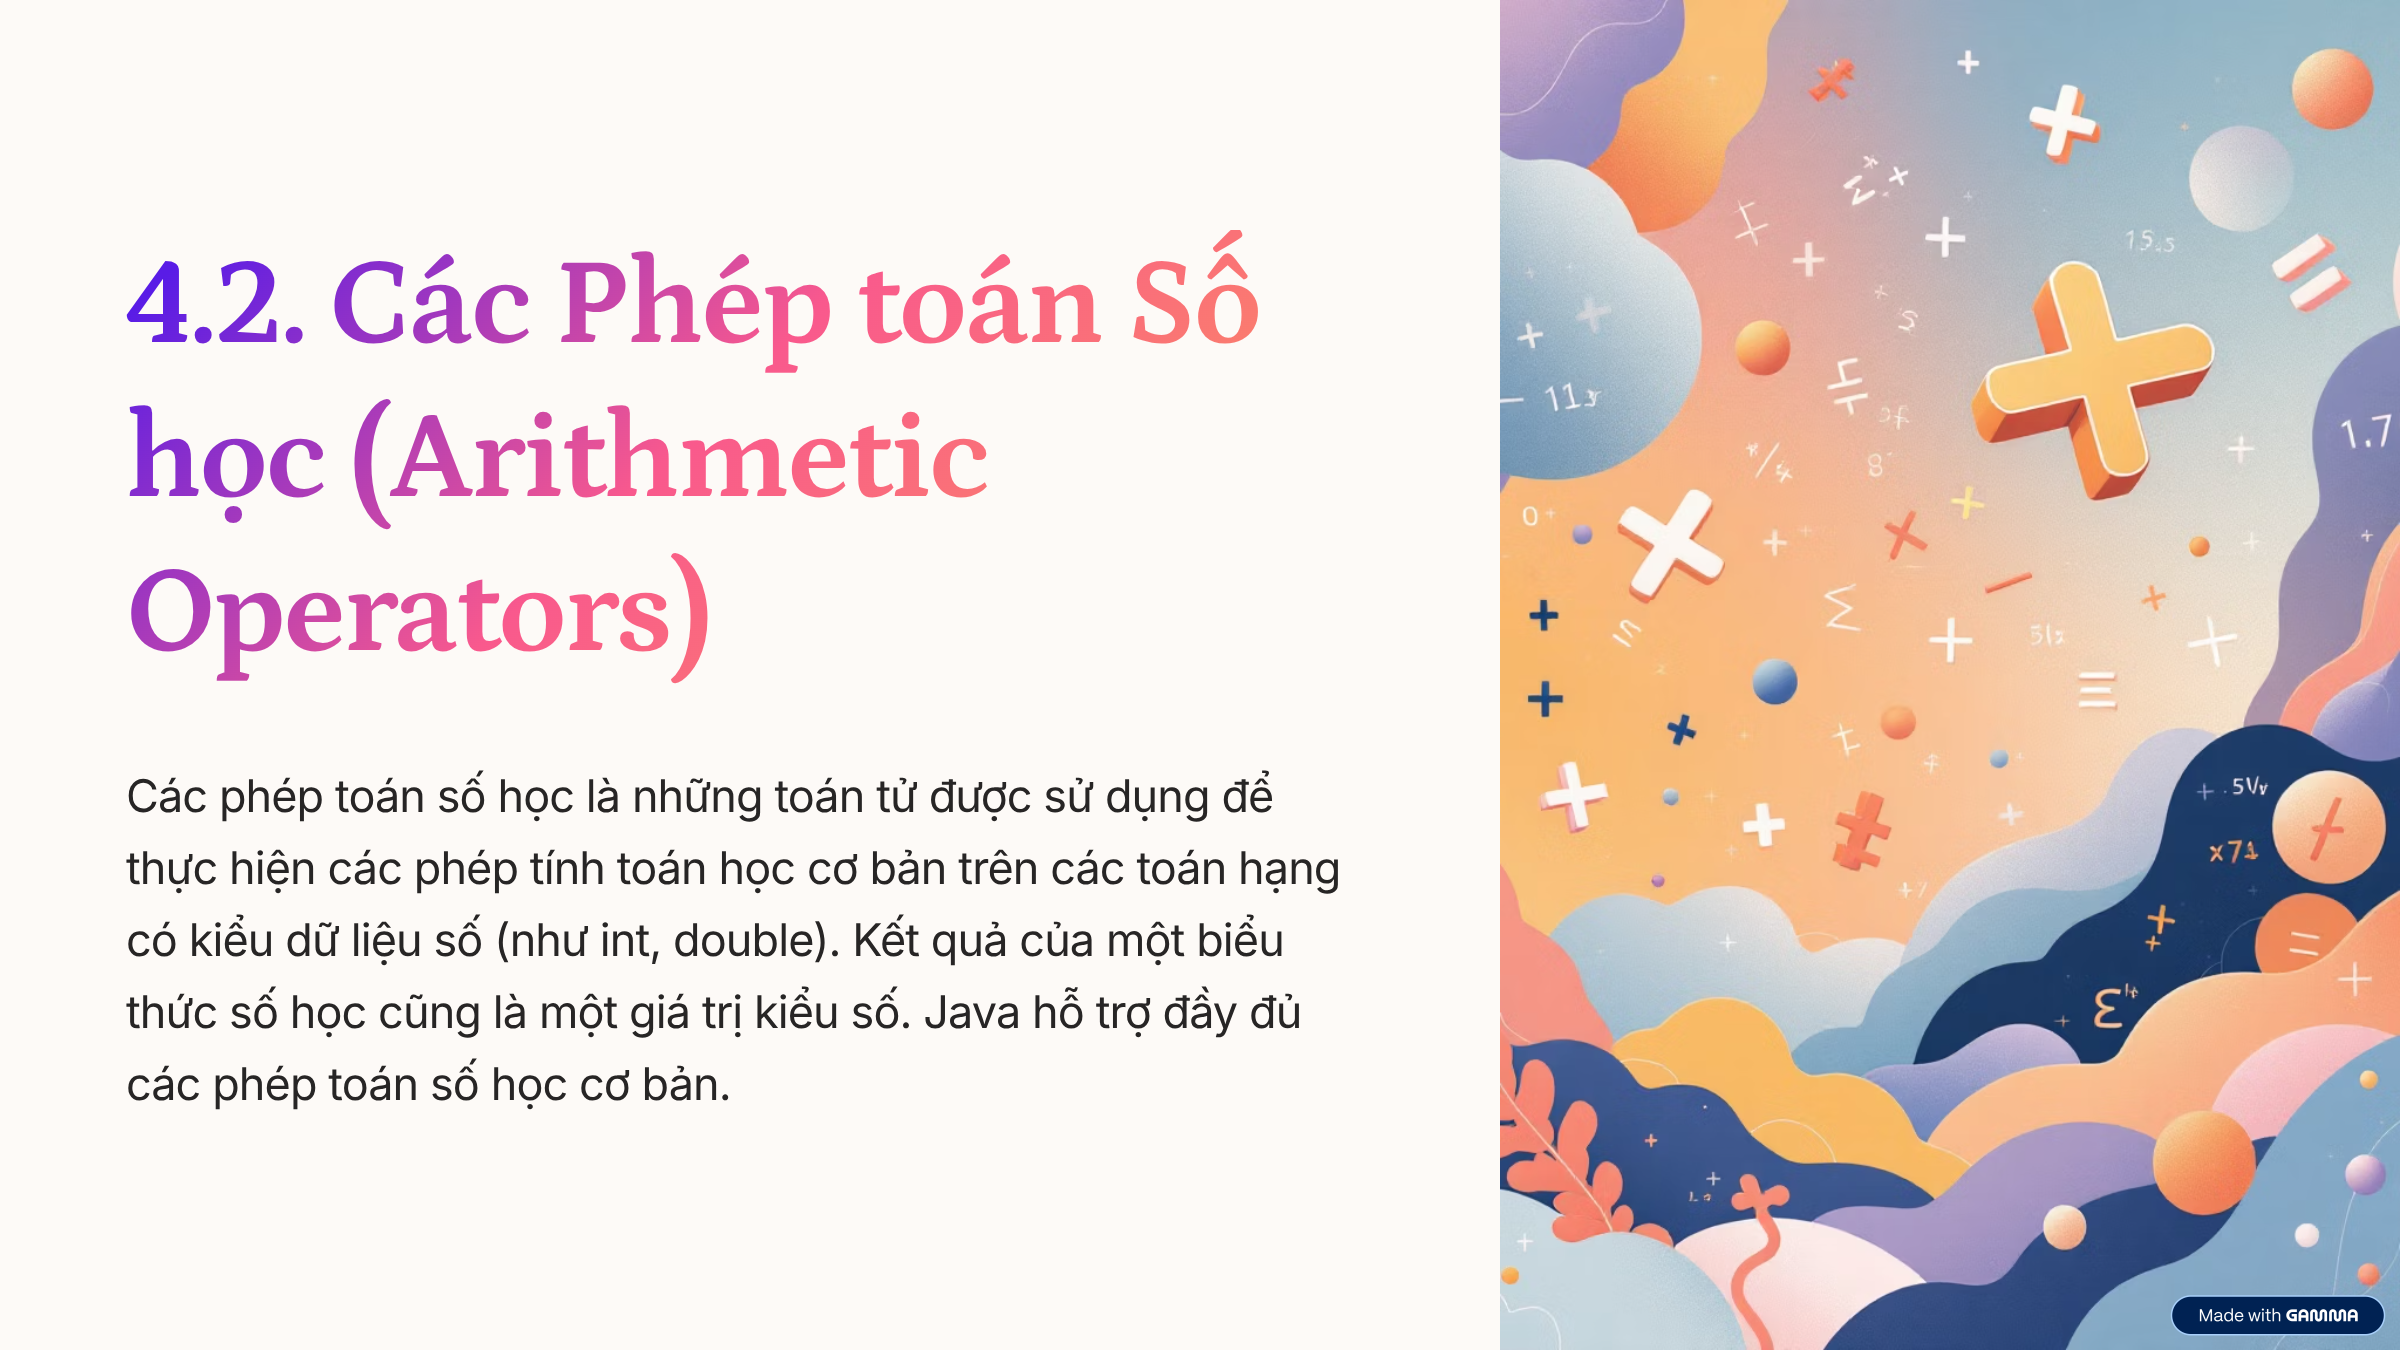 4.2. Các Phép toán Số
học (Arithmetic
Operators)
Các phép toán số học là những toán tử được sử dụng để
thực hiện các phép tính toán học cơ bản trên các toán hạng
có kiểu dữ liệu số (như int, double). Kết quả của một biểu
thức số học cũng là một giá trị kiểu số. Java hỗ trợ đầy đủ
các phép toán số học cơ bản.
1.7
Made with GAMMA